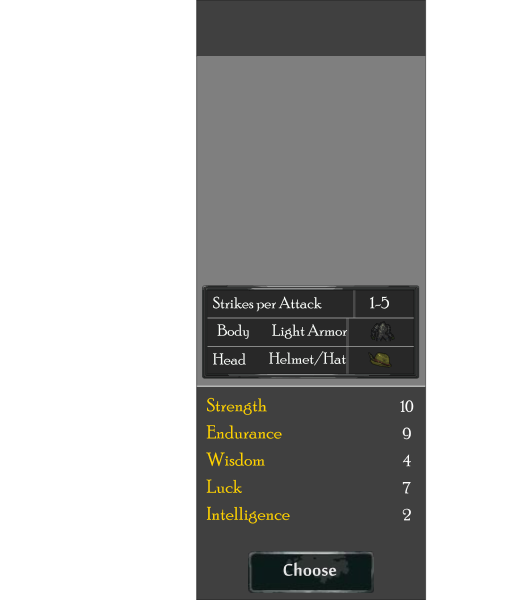 Strikes per Attack 1-5
Body Light Armor
Head Helmet/Hat
Strength 10
Endurance 9
Wisdom 4
Luck 7
Intelligence 2
Choose